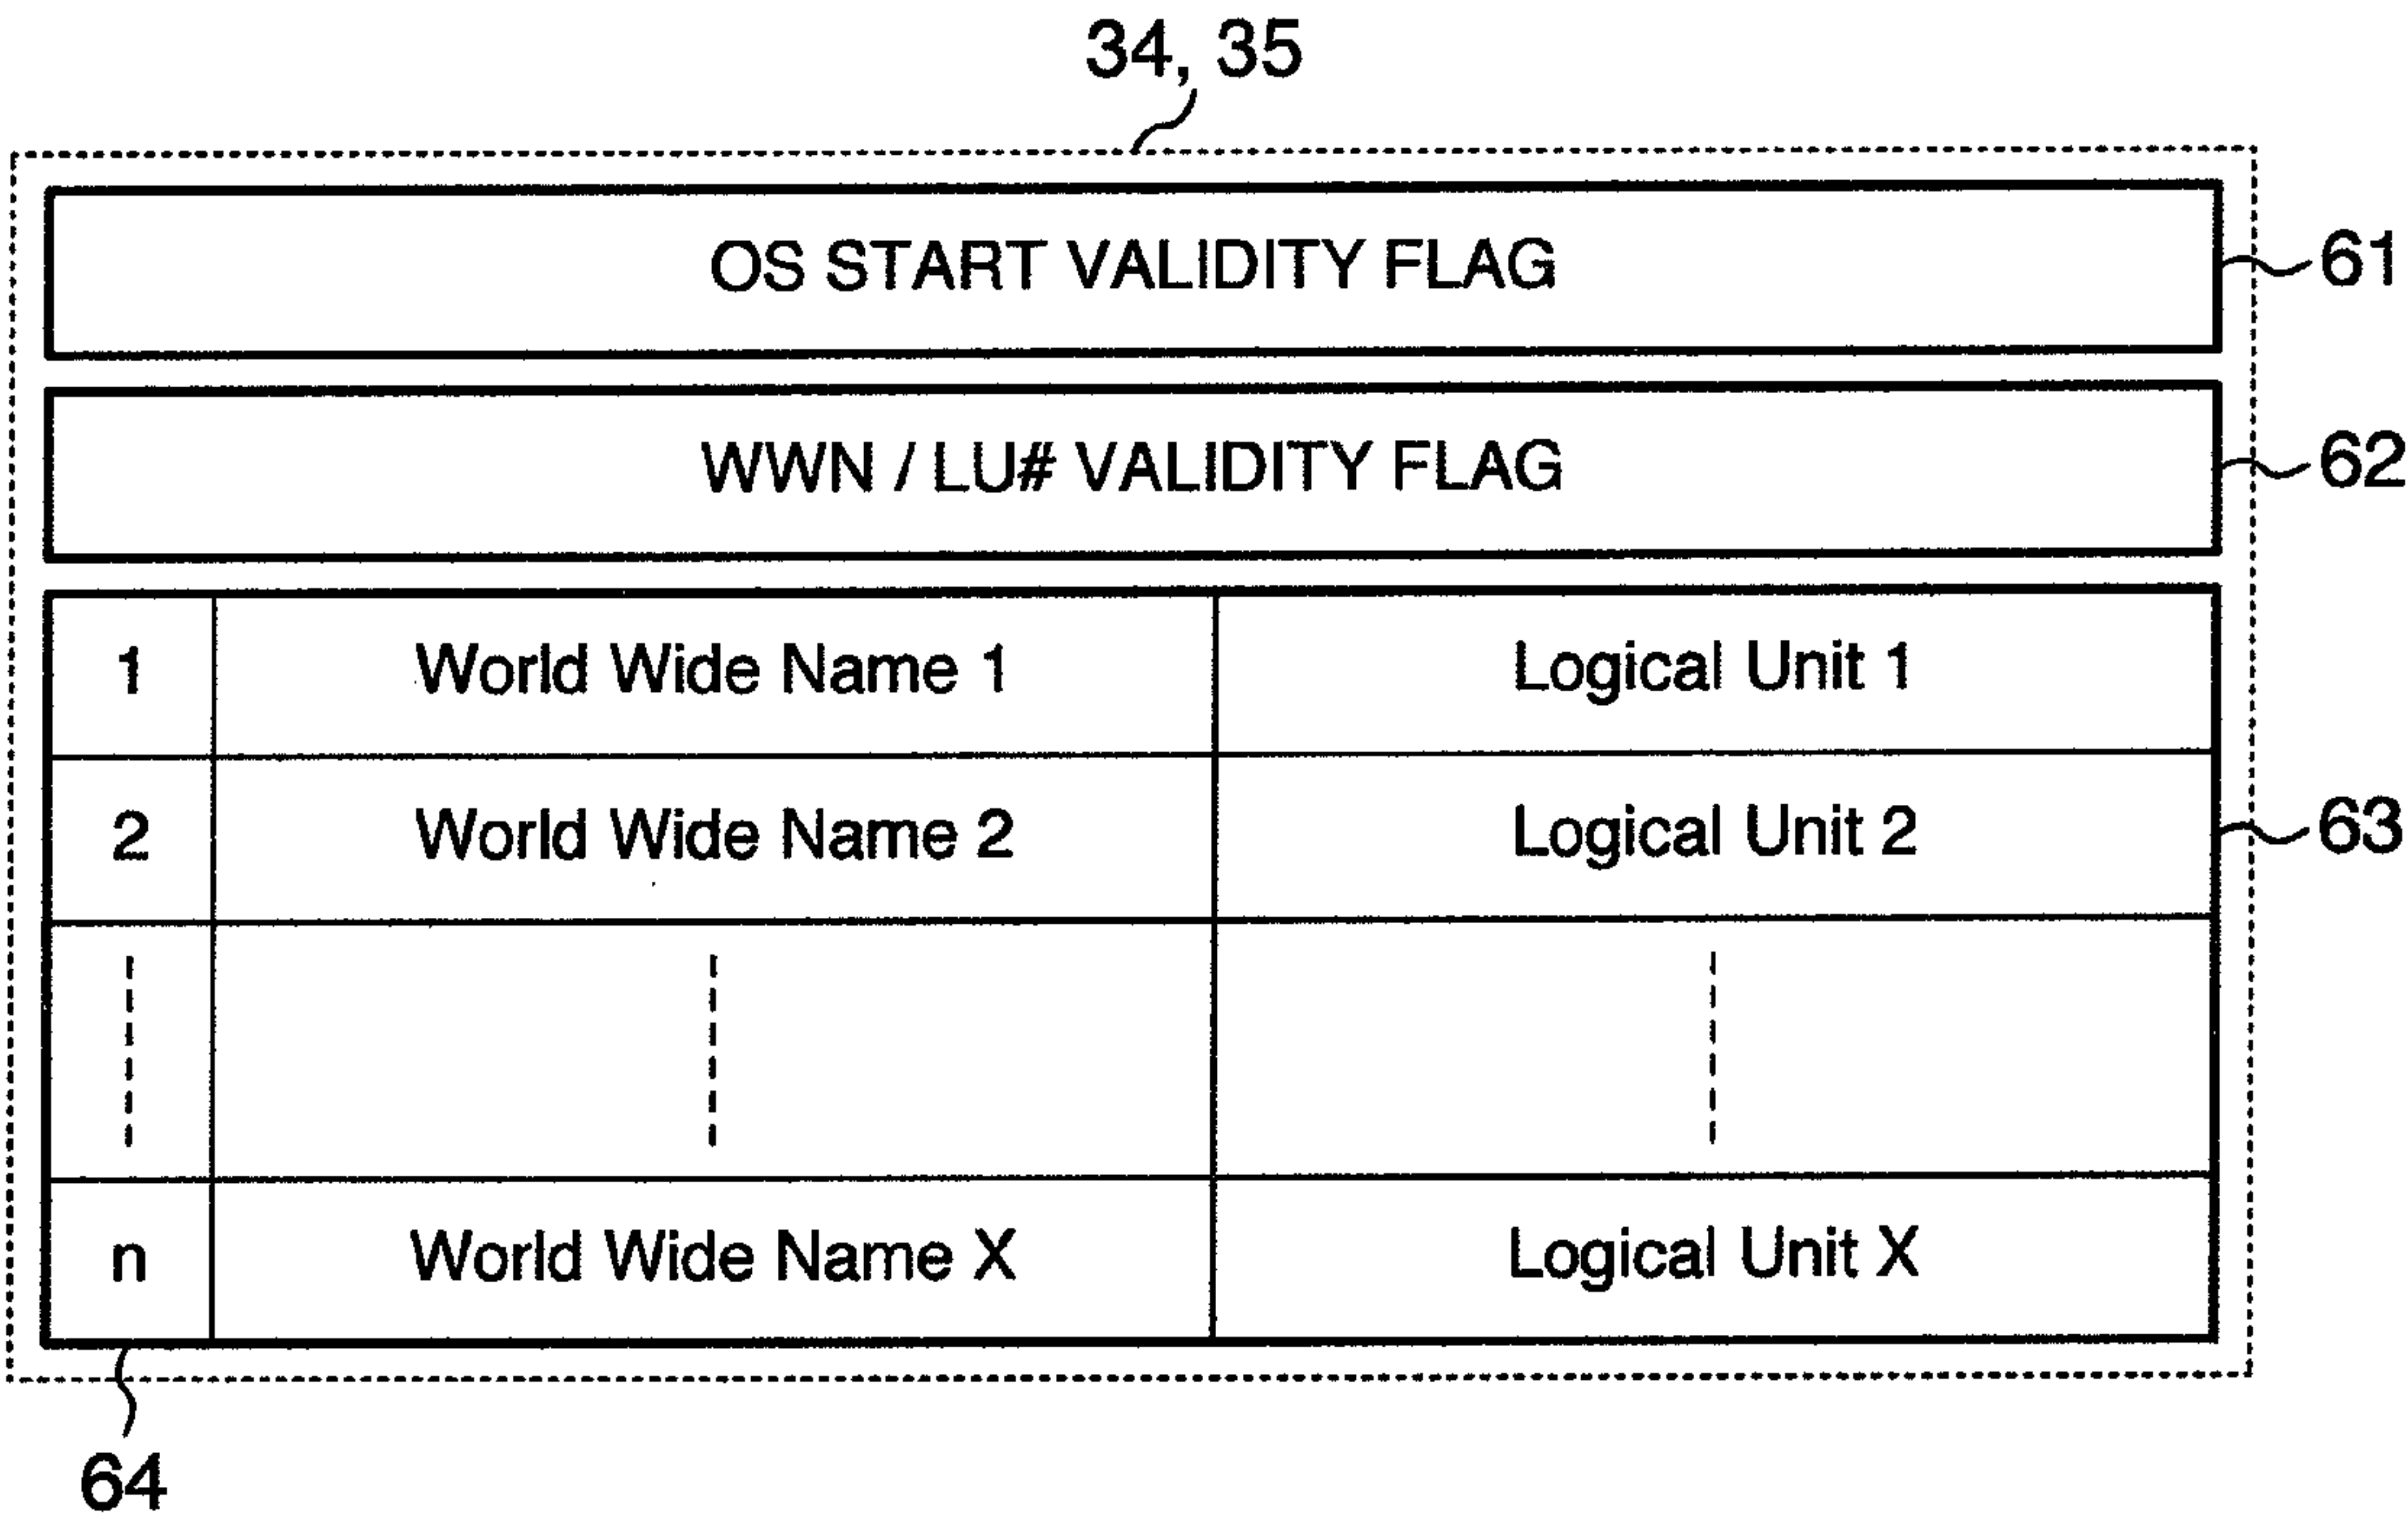 34, 35
OS START VALIDITY FLAG 61
WWN / LU# VALIDITY FLAG 62
1 World Wide Name 1 Logical Unit 1
2 World Wide Name 2 Logical Unit 2 63
n World Wide Name X Logical Unit X
64